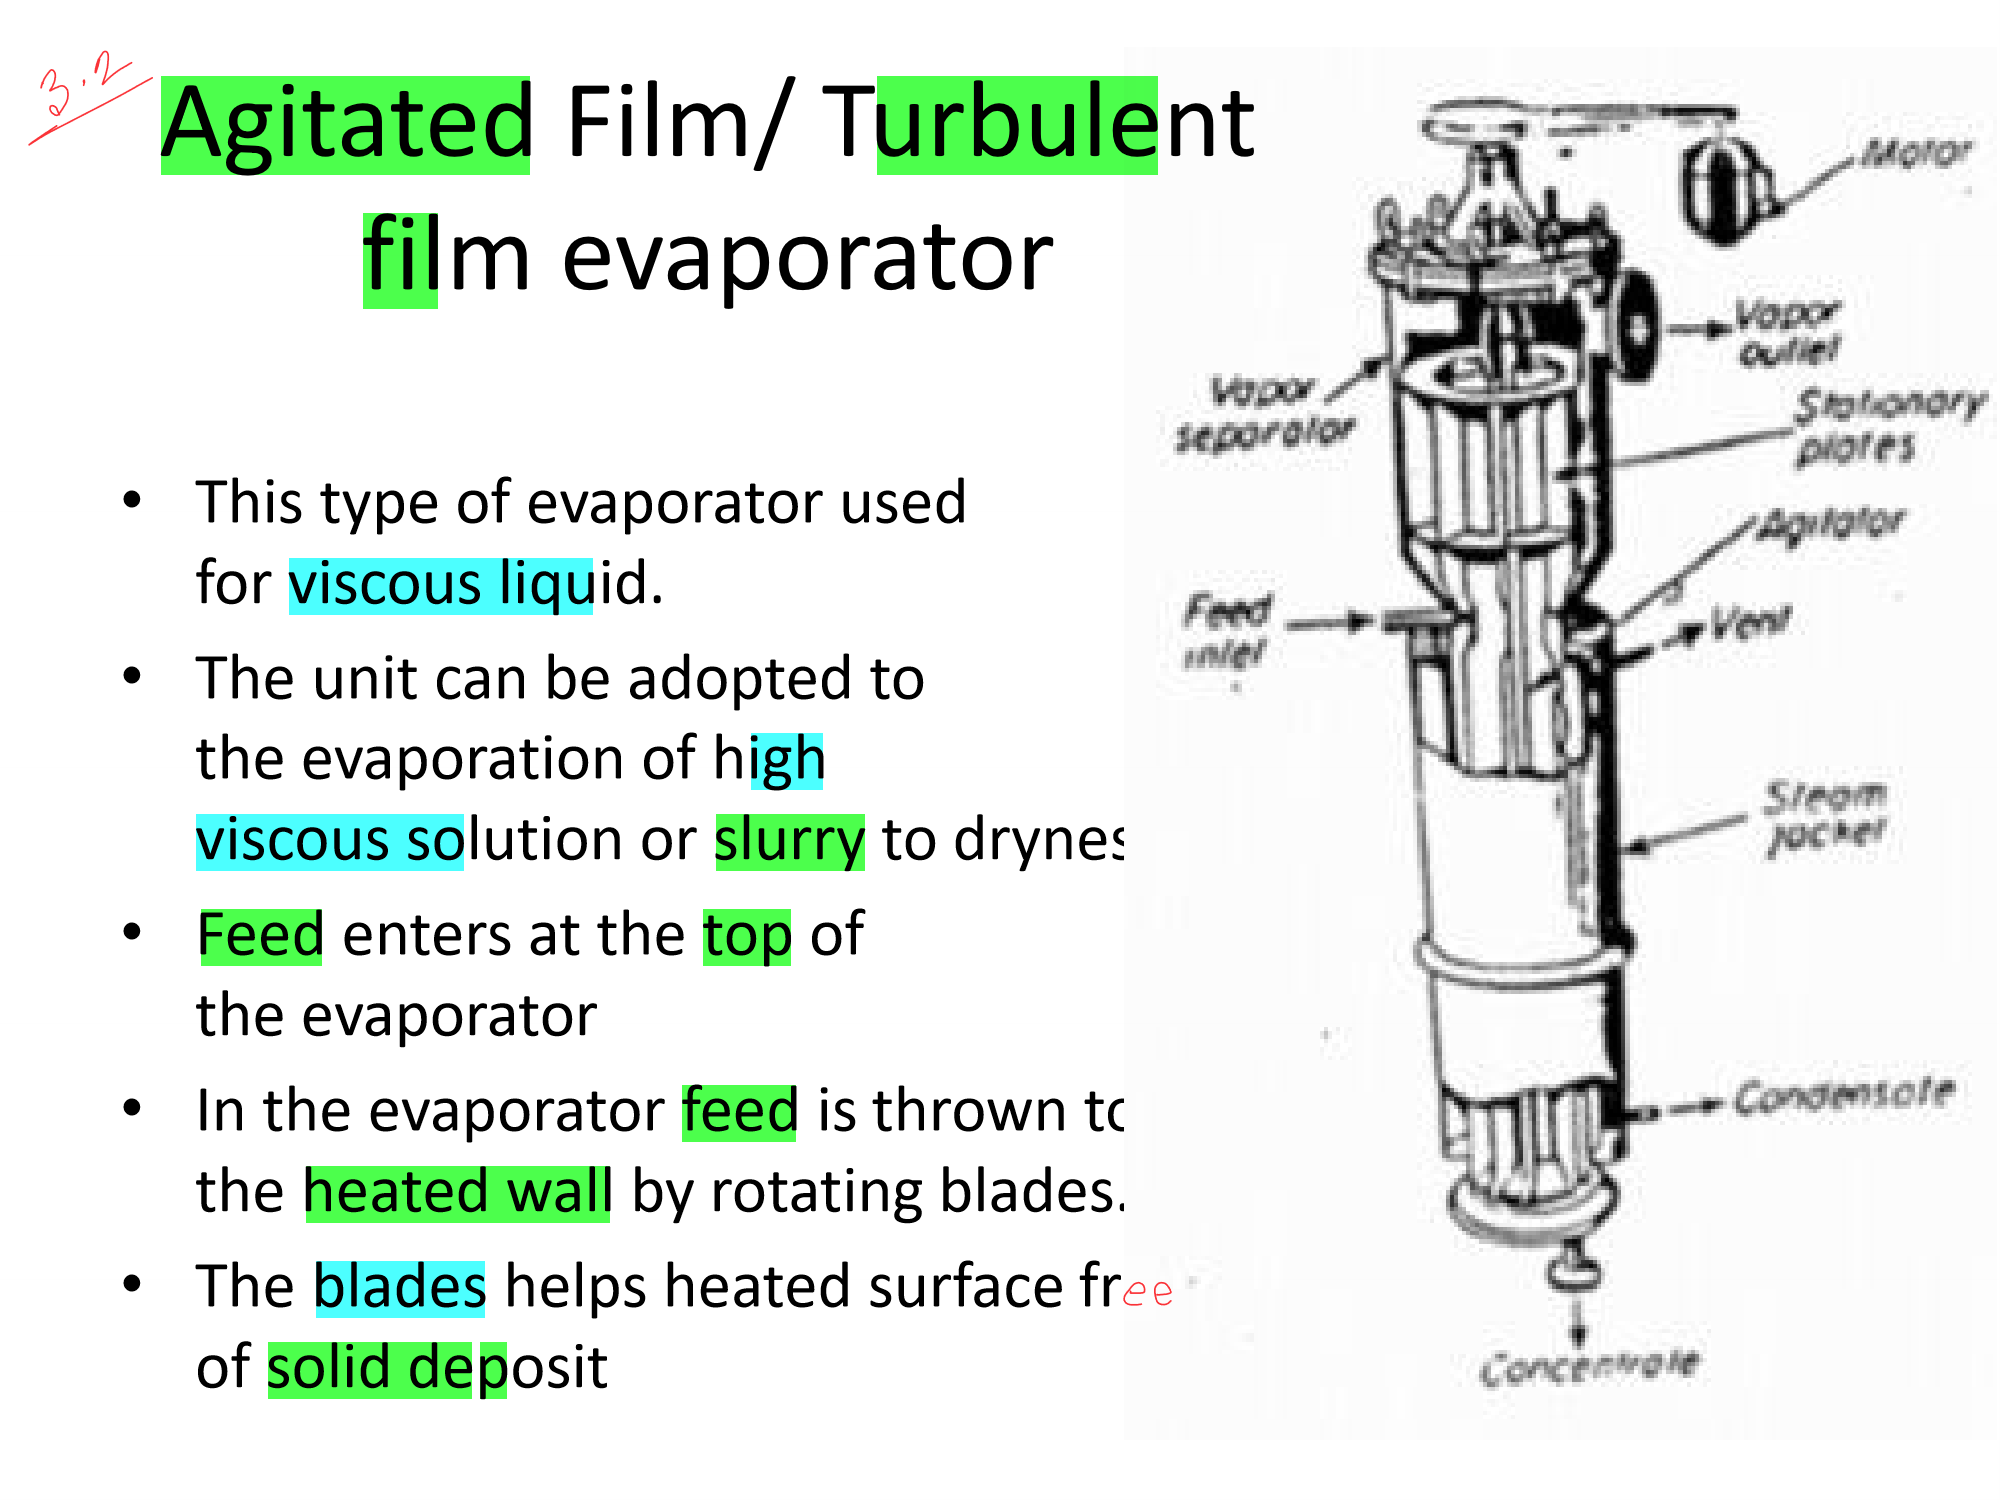 3.2
Agitated Film/ Turbulent
film evaporator
• This type of evaporator used
for viscous liquid.
• The unit can be adopted to
the evaporation of high
viscous solution or slurry to drynes
• Feed enters at the top of
the evaporator
• In the evaporator feed is thrown to
the heated wall by rotating blades.
• The blades helps heated surface free
of solid deposit
Motor
Vapor
outlet
Vapor
separator
Stationary
plates
Agitator
Feed
inlet
Vent
Steam
jacket
Condensate
Concentrate